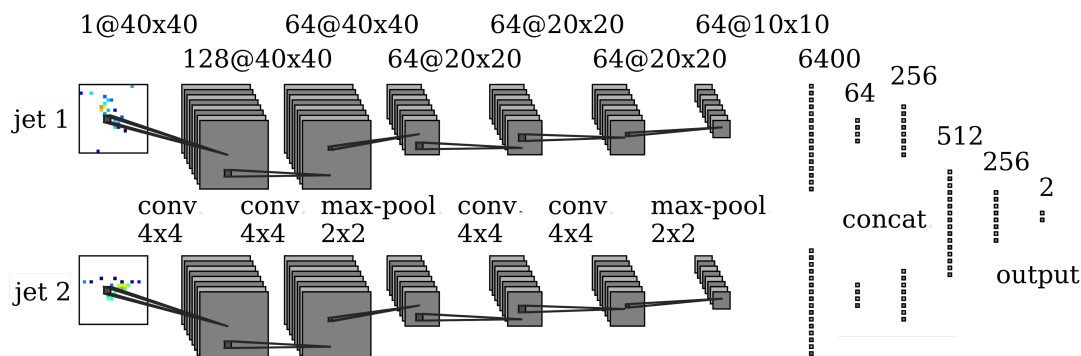 1@40x40 64@40x40 64@20x20 64@10x10
128@40x40 64@20x20 64@20x20 6400
64 256
jet 1
512
256
2
conv. conv. max-pool. conv. conv. max-pool
4x4 4x4 2x2 4x4 4x4 2x2
concat.
output
jet 2